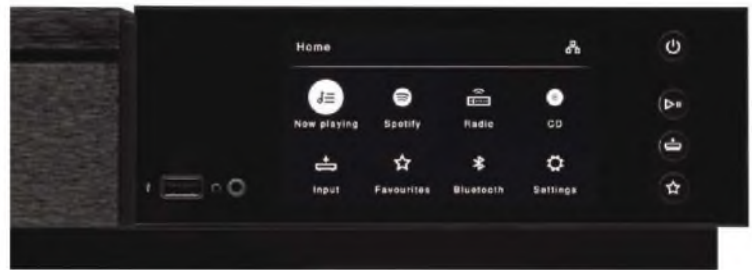 Home
Now playing Spotify Radio CD
Input Favourites Bluetooth Settings